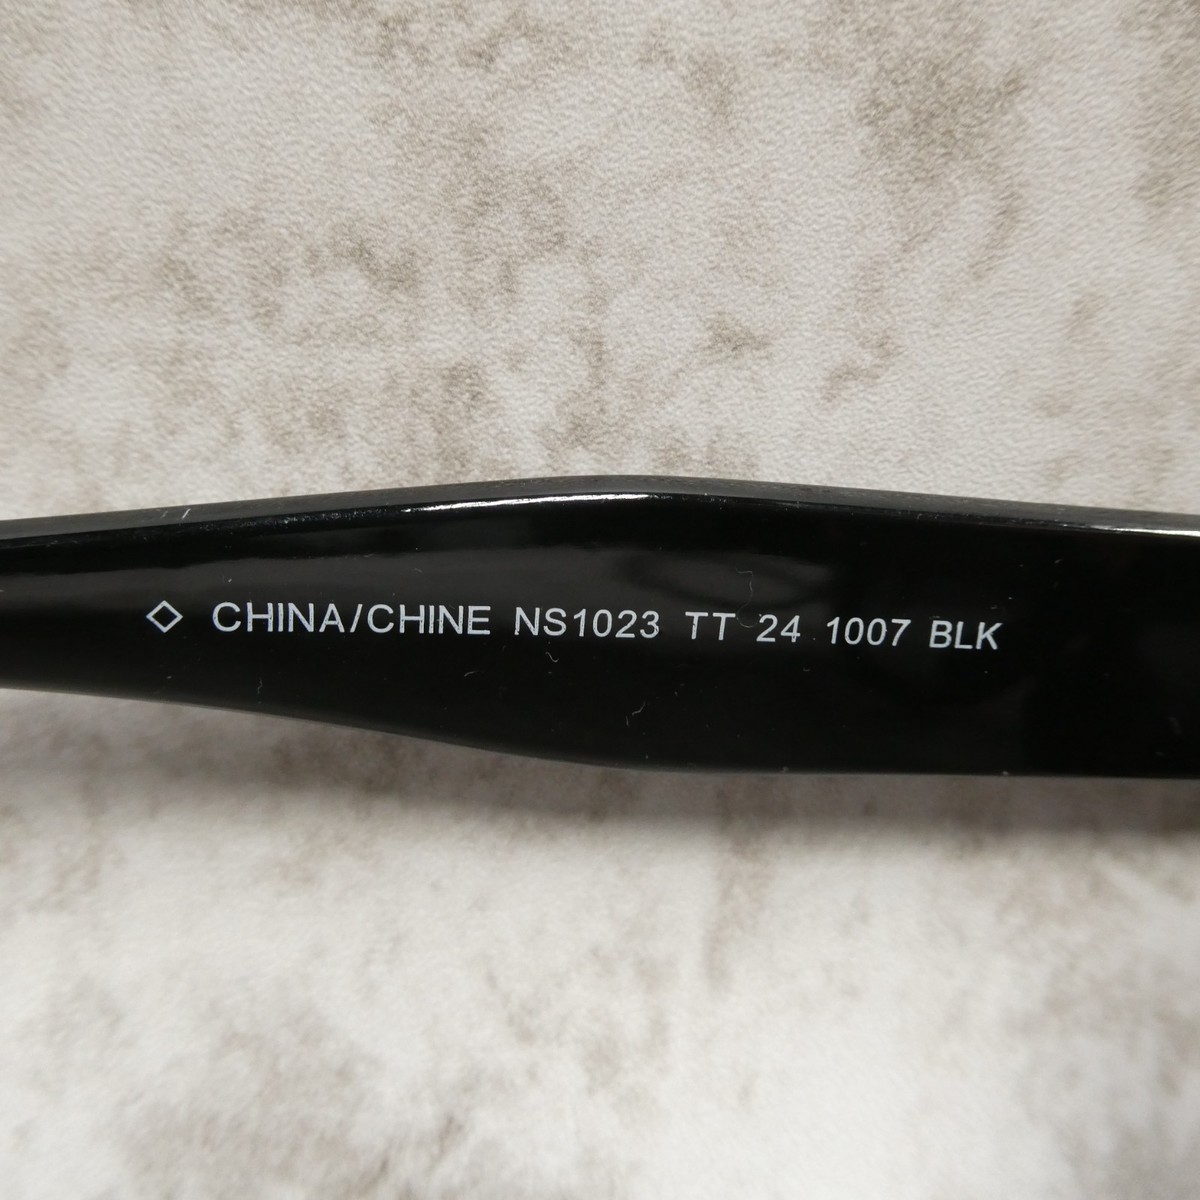 ◇ CHINA/CHINE NS1023 TT 24 1007 BLK